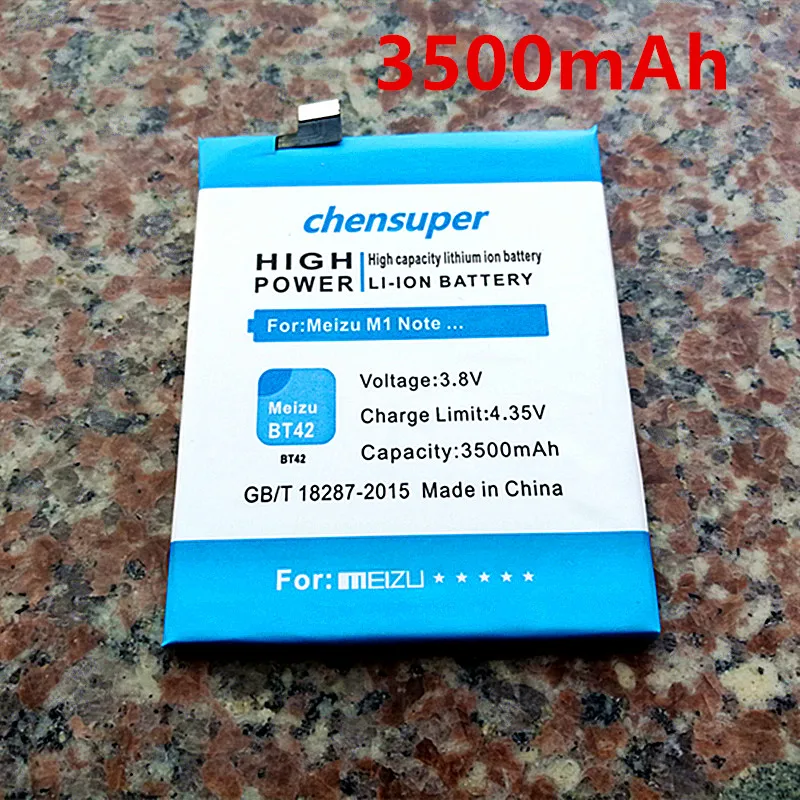 3500mAh
chensuper
HIGH POWER
High capacity lithium ion battery
LI-ION BATTERY
For:Meizu M1 Note ...
Meizu
BT42
BT42
Voltage:3.8V
Charge Limit:4.35V
Capacity:3500mAh
GB/T 18287-2015 Made in China
For: MEIZU ★★★★★